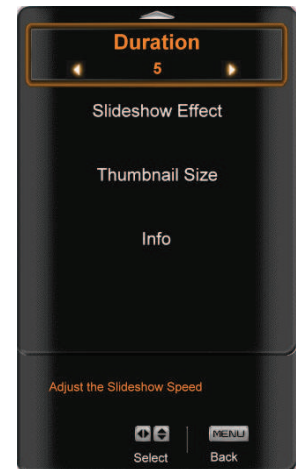 Duration
5
Slideshow Effect
Thumbnail Size
Info
Adjust the Slideshow Speed
MENU
Select
Back